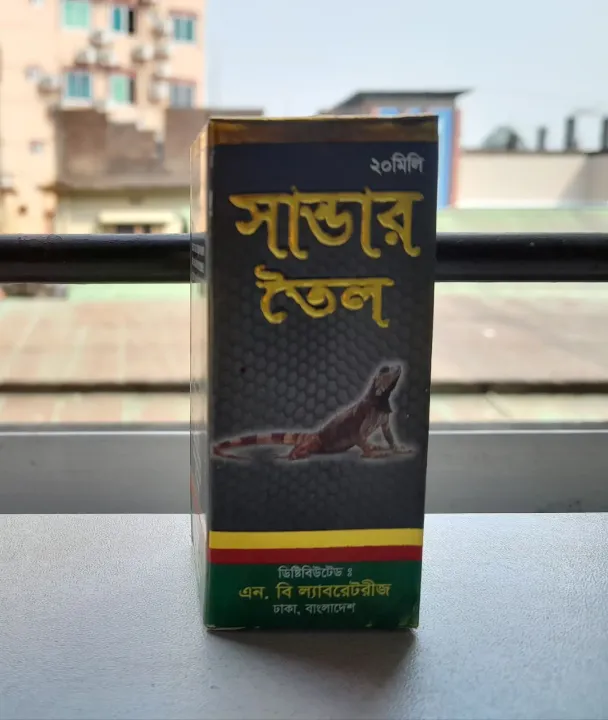 ২০মিলি
সান্ডার
তৈল
ডিষ্টিবিউটেড ঃ
এন. বি ল্যাবরেটরীজ
ঢাকা, বাংলাদেশ